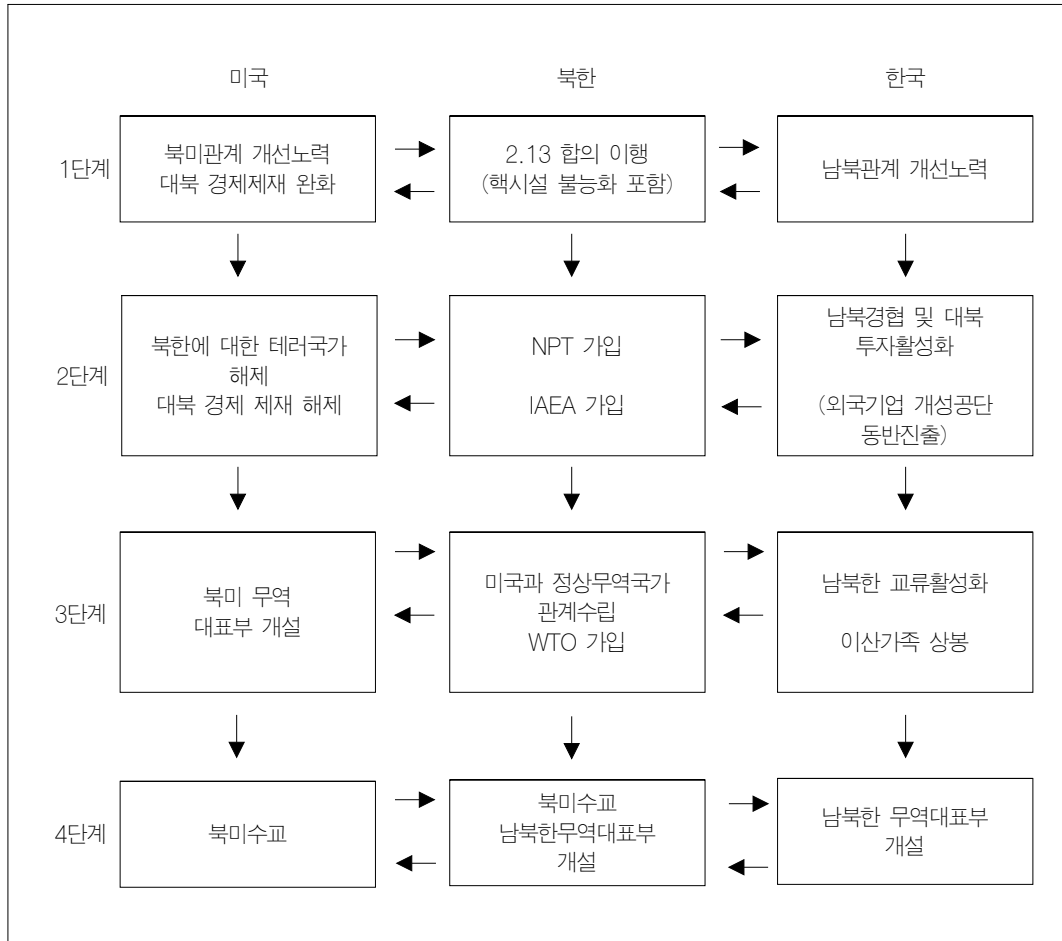 미국
북한
한국
1단계
북미관계 개선노력
대북 경제제재 완화
2.13 합의 이행
(핵시설 불능화 포함)
남북관계 개선노력
2단계
북한에 대한 테러국가
해제
대북 경제 제재 해제
NPT 가입
IAEA 가입
남북경협 및 대북
투자활성화
(외국기업 개성공단
동반진출)
3단계
북미 무역
대표부 개설
미국과 정상무역국가
관계수립
WTO 가입
남북한 교류활성화
이산가족 상봉
4단계
북미수교
북미수교
남북한무역대표부
개설
남북한 무역대표부
개설